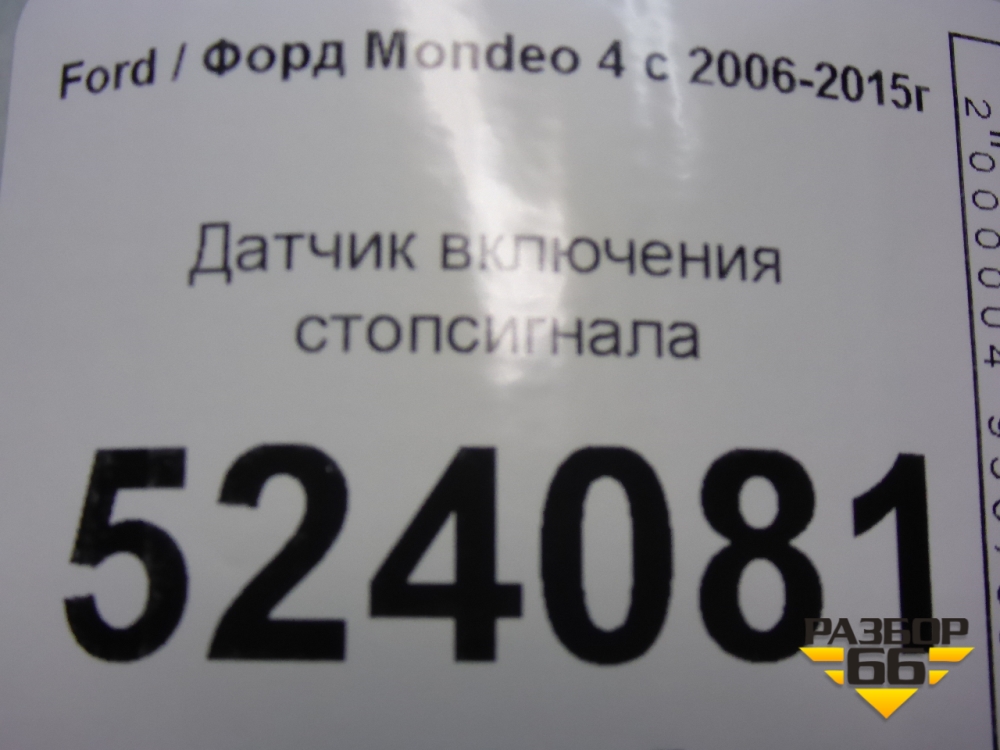 Ford / Форд Mondeo 4 с 2006-2015г
Датчик включения
стопсигнала
524081
РАЗБОР
66